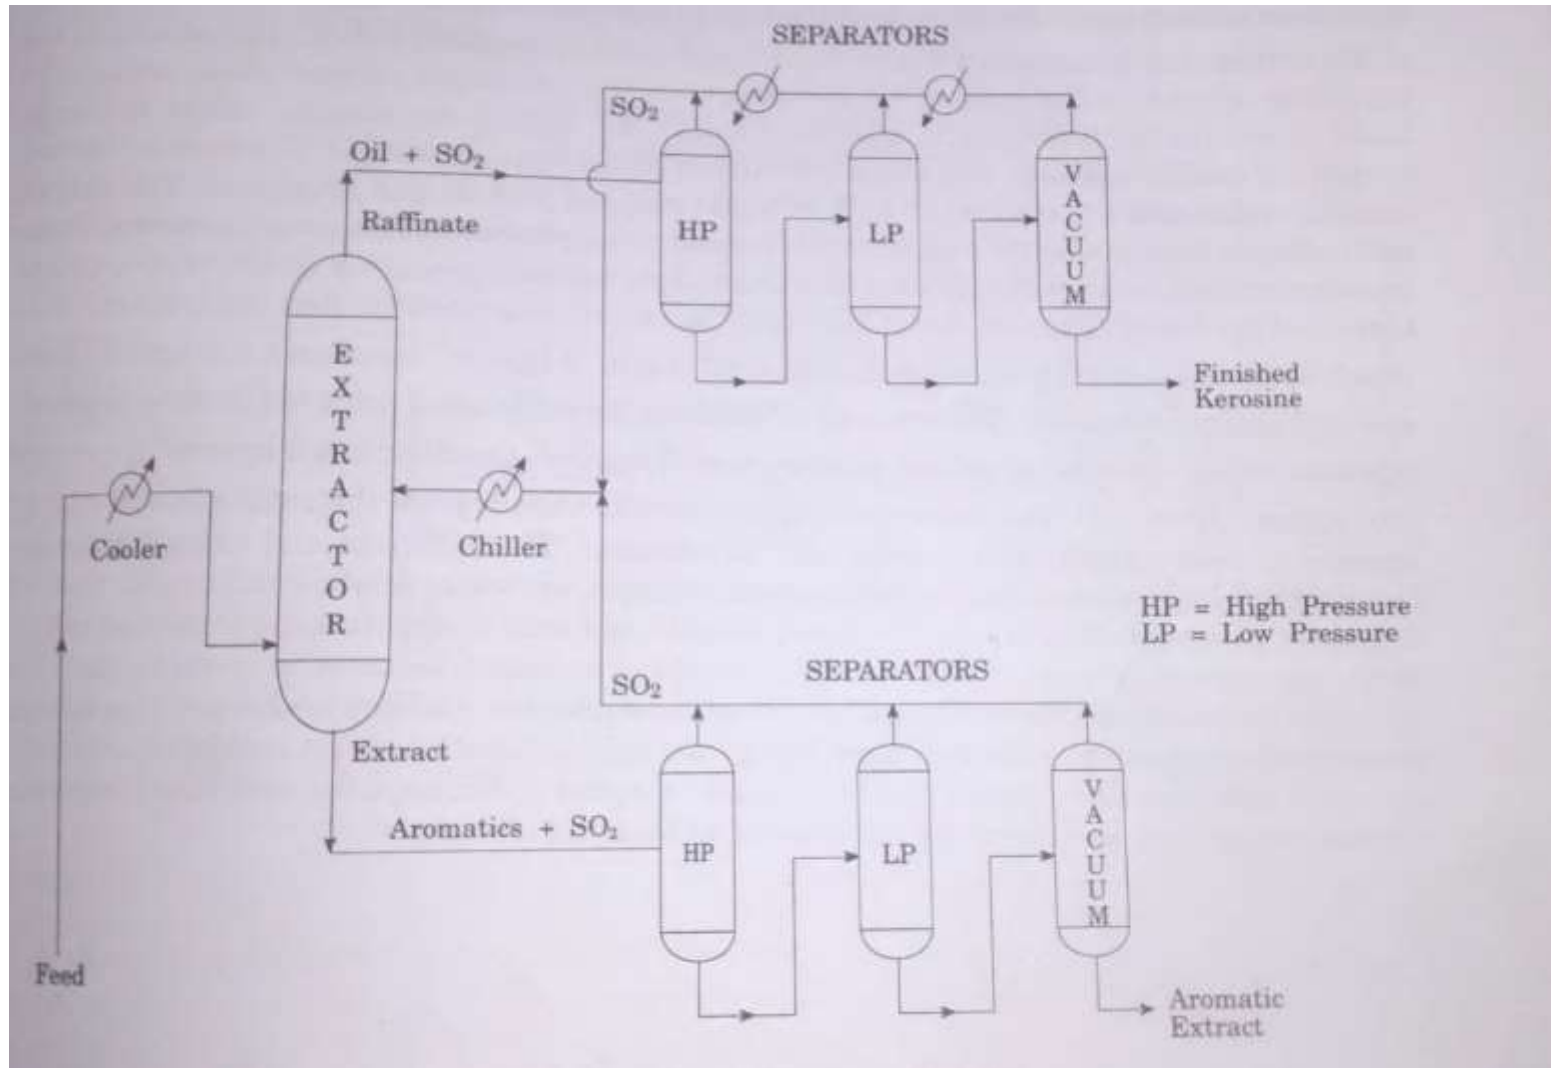 SEPARATORS
SO₂
Oil + SO₂
Raffinate
HP
LP
VACUUM
Finished
Kerosine
EXTRACTOR
Cooler
Chiller
HP = High Pressure
LP = Low Pressure
SEPARATORS
SO₂
Extract
Aromatics + SO₂
HP
LP
VACUUM
Feed
Aromatic
Extract